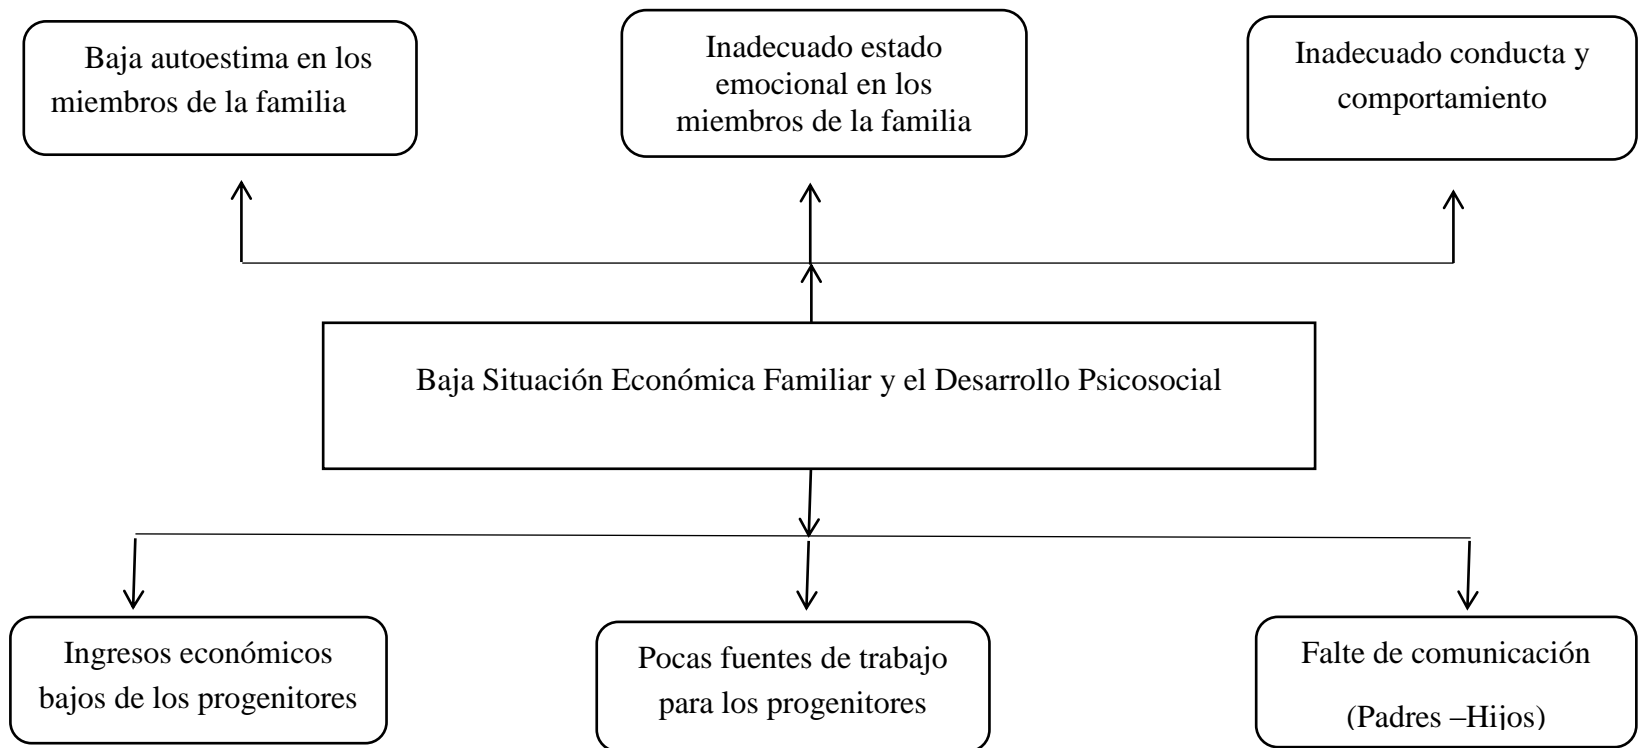 Baja autoestima en los
miembros de la familia
Inadecuado estado
emocional en los
miembros de la familia
Inadecuado conducta y
comportamiento
Baja Situación Económica Familiar y el Desarrollo Psicosocial
Ingresos económicos
bajos de los progenitores
Pocas fuentes de trabajo
para los progenitores
Falte de comunicación
(Padres –Hijos)